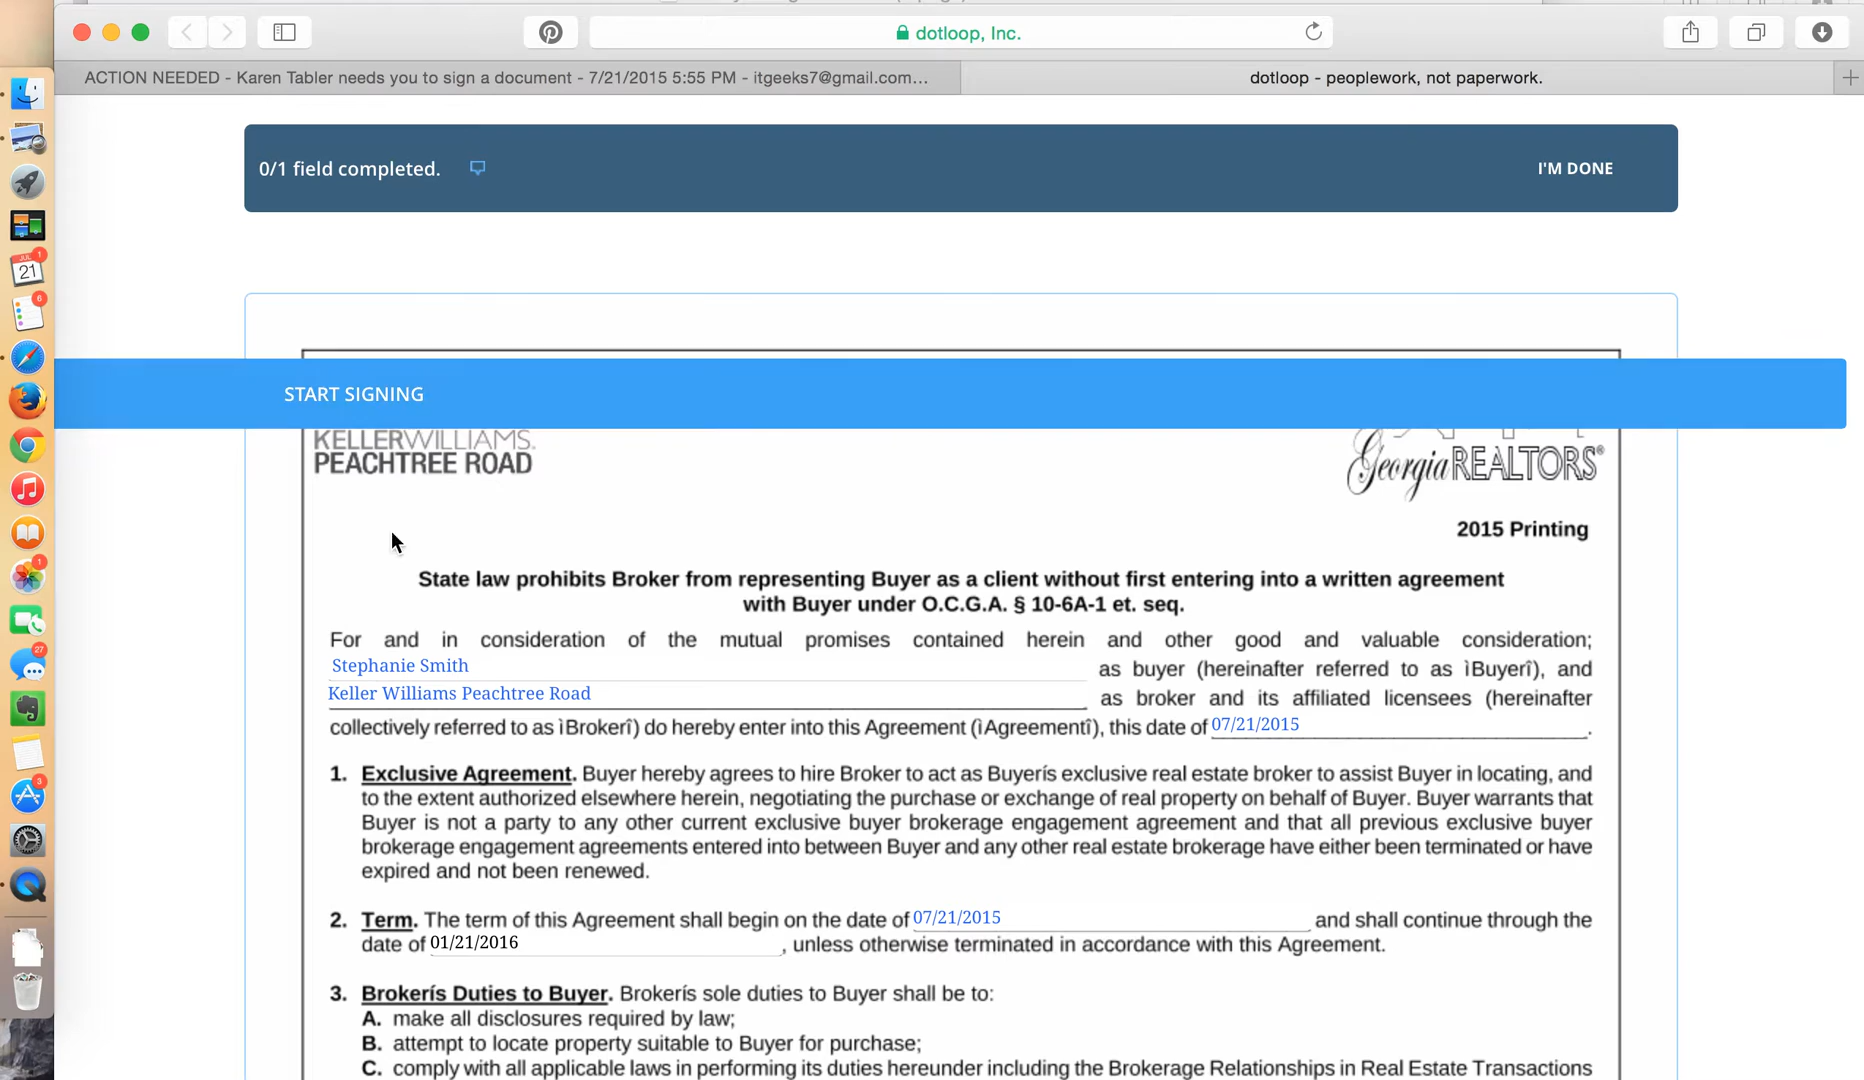 dotloop, Inc.
ACTION NEEDED - Karen Tabler needs you to sign a document - 7/21/2015 5:55 PM - itgeeks7@gmail.com...
dotloop - peoplework, not paperwork.
0/1 field completed.
I'M DONE
START SIGNING
KELLERWILLIAMS.
PEACHTREE ROAD
Georgia REALTORS®
2015 Printing
State law prohibits Broker from representing Buyer as a client without first entering into a written agreement
with Buyer under O.C.G.A. § 10-6A-1 et. seq.
For and in consideration of the mutual promises contained herein and other good and valuable consideration;
Stephanie Smith as buyer (hereinafter referred to as ìBuyerî), and
Keller Williams Peachtree Road as broker and its affiliated licensees (hereinafter
collectively referred to as ìBrokerî) do hereby enter into this Agreement (ìAgreementî), this date of 07/21/2015.
1. Exclusive Agreement. Buyer hereby agrees to hire Broker to act as Buyerís exclusive real estate broker to assist Buyer in locating, and
to the extent authorized elsewhere herein, negotiating the purchase or exchange of real property on behalf of Buyer. Buyer warrants that
Buyer is not a party to any other current exclusive buyer brokerage engagement agreement and that all previous exclusive buyer
brokerage engagement agreements entered into between Buyer and any other real estate brokerage have either been terminated or have
expired and not been renewed.
2. Term. The term of this Agreement shall begin on the date of 07/21/2015 and shall continue through the
date of 01/21/2016, unless otherwise terminated in accordance with this Agreement.
3. Brokerís Duties to Buyer. Brokerís sole duties to Buyer shall be to:
A. make all disclosures required by law;
B. attempt to locate property suitable to Buyer for purchase;
C. comply with all applicable laws in performing its duties hereunder including the Brokerage Relationships in Real Estate Transactions
JUL
21
1
6
1
27
3